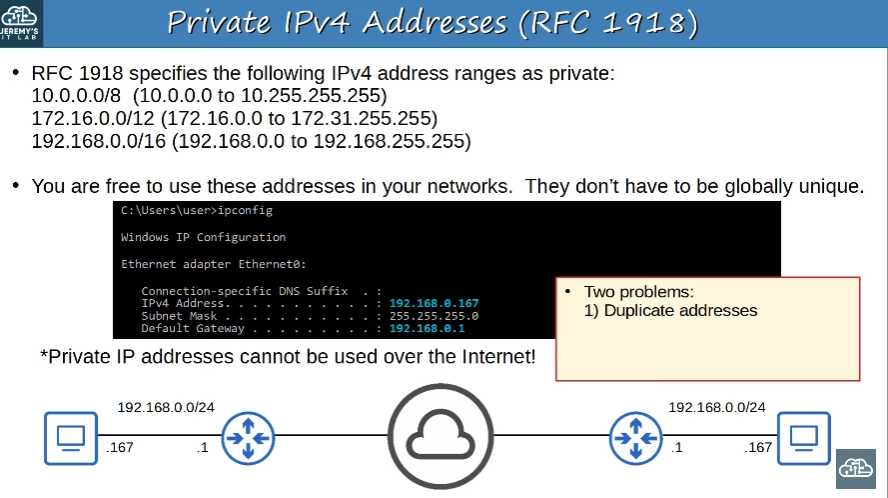 JEREMY'S
IT LAB
Private IPv4 Addresses (RFC 1918)
• RFC 1918 specifies the following IPv4 address ranges as private:
10.0.0.0/8 (10.0.0.0 to 10.255.255.255)
172.16.0.0/12 (172.16.0.0 to 172.31.255.255)
192.168.0.0/16 (192.168.0.0 to 192.168.255.255)
• You are free to use these addresses in your networks. They don't have to be globally unique.
C:\Users\user>ipconfig
Windows IP Configuration
Ethernet adapter Ethernet0:
Connection-specific DNS Suffix . :
IPv4 Address. . . . . . . . . . . : 192.168.0.167
Subnet Mask . . . . . . . . . . . : 255.255.255.0
Default Gateway . . . . . . . . . : 192.168.0.1
• Two problems:
1) Duplicate addresses
*Private IP addresses cannot be used over the Internet!
192.168.0.0/24
.167
.1
192.168.0.0/24
.1
.167